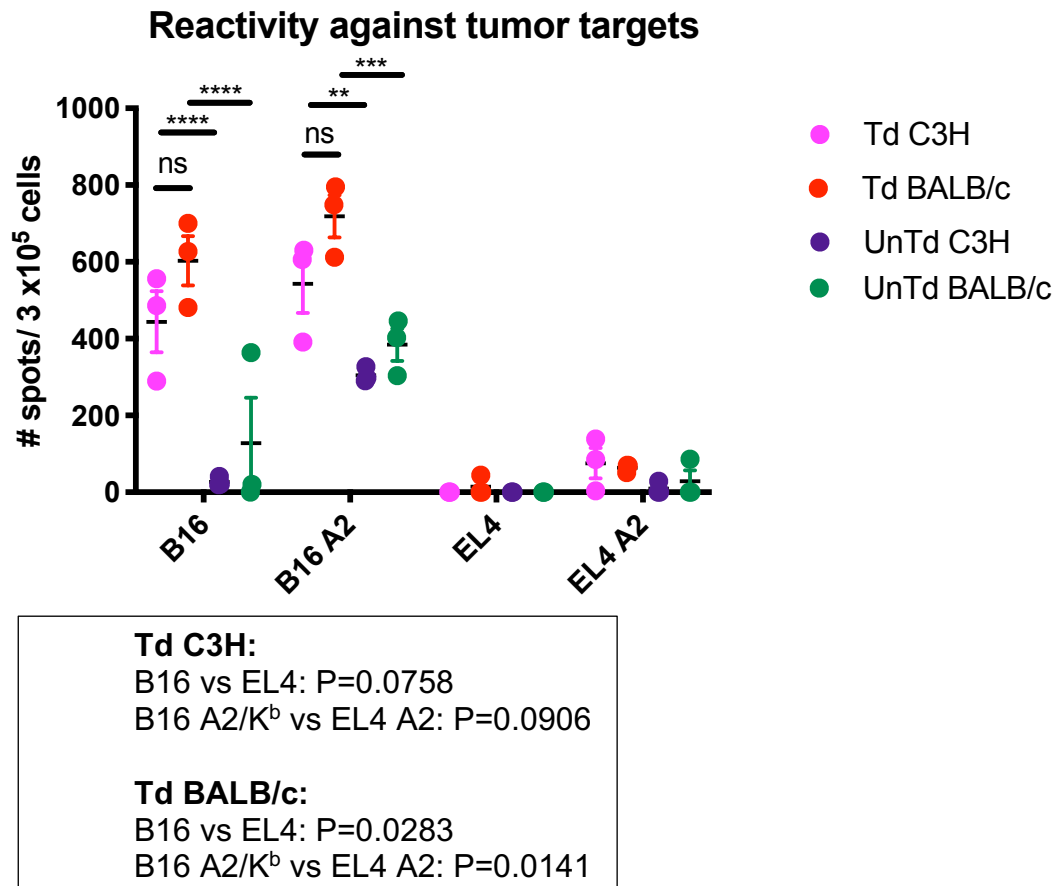 Reactivity against tumor targets
# spots/ 3 x10⁵ cells
1000
800
600
400
200
0
ns
****
****
ns
**
***
B16
B16 A2
EL4
EL4 A2
Td C3H
Td BALB/c
UnTd C3H
UnTd BALB/c
Td C3H:
B16 vs EL4: P=0.0758
B16 A2/Kᵇ vs EL4 A2: P=0.0906
Td BALB/c:
B16 vs EL4: P=0.0283
B16 A2/Kᵇ vs EL4 A2: P=0.0141